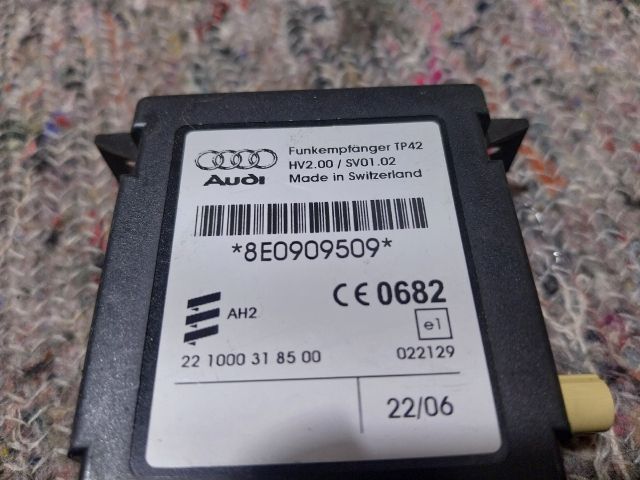 Funkempfänger TP42
HV2.00 / SV01.02
Made in Switzerland
Audi
*8E0909509*
CE 0682
AH2
e1
22 1000 31 85 00
022129
22/06